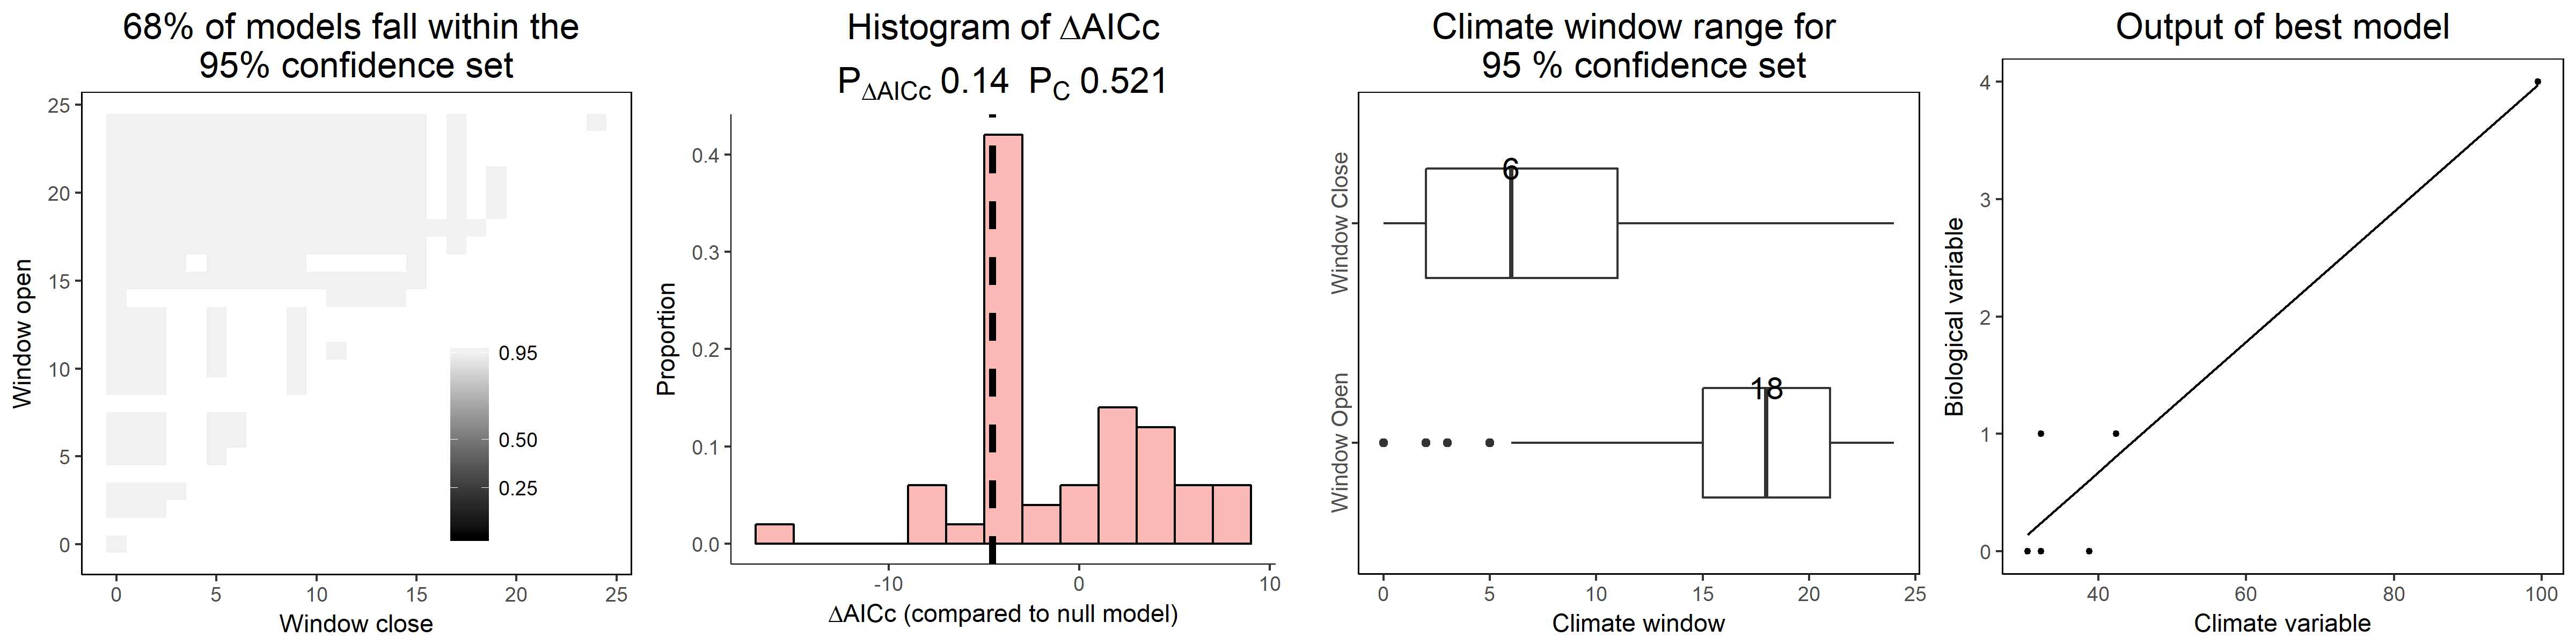 68% of models fall within the
95% confidence set
Window open
25
20
15
10
5
0
0.95
0.50
0.25
0 5 10 15 20 25
Window close
Histogram of ΔAICc
PΔAICc 0.14 PC 0.521
Proportion
0.4
0.3
0.2
0.1
0.0
-10 0 10
ΔAICc (compared to null model)
Climate window range for
95 % confidence set
Window Close
6
Window Open
18
0 5 10 15 20 25
Climate window
Output of best model
Biological variable
4
3
2
1
0
40 60 80 100
Climate variable